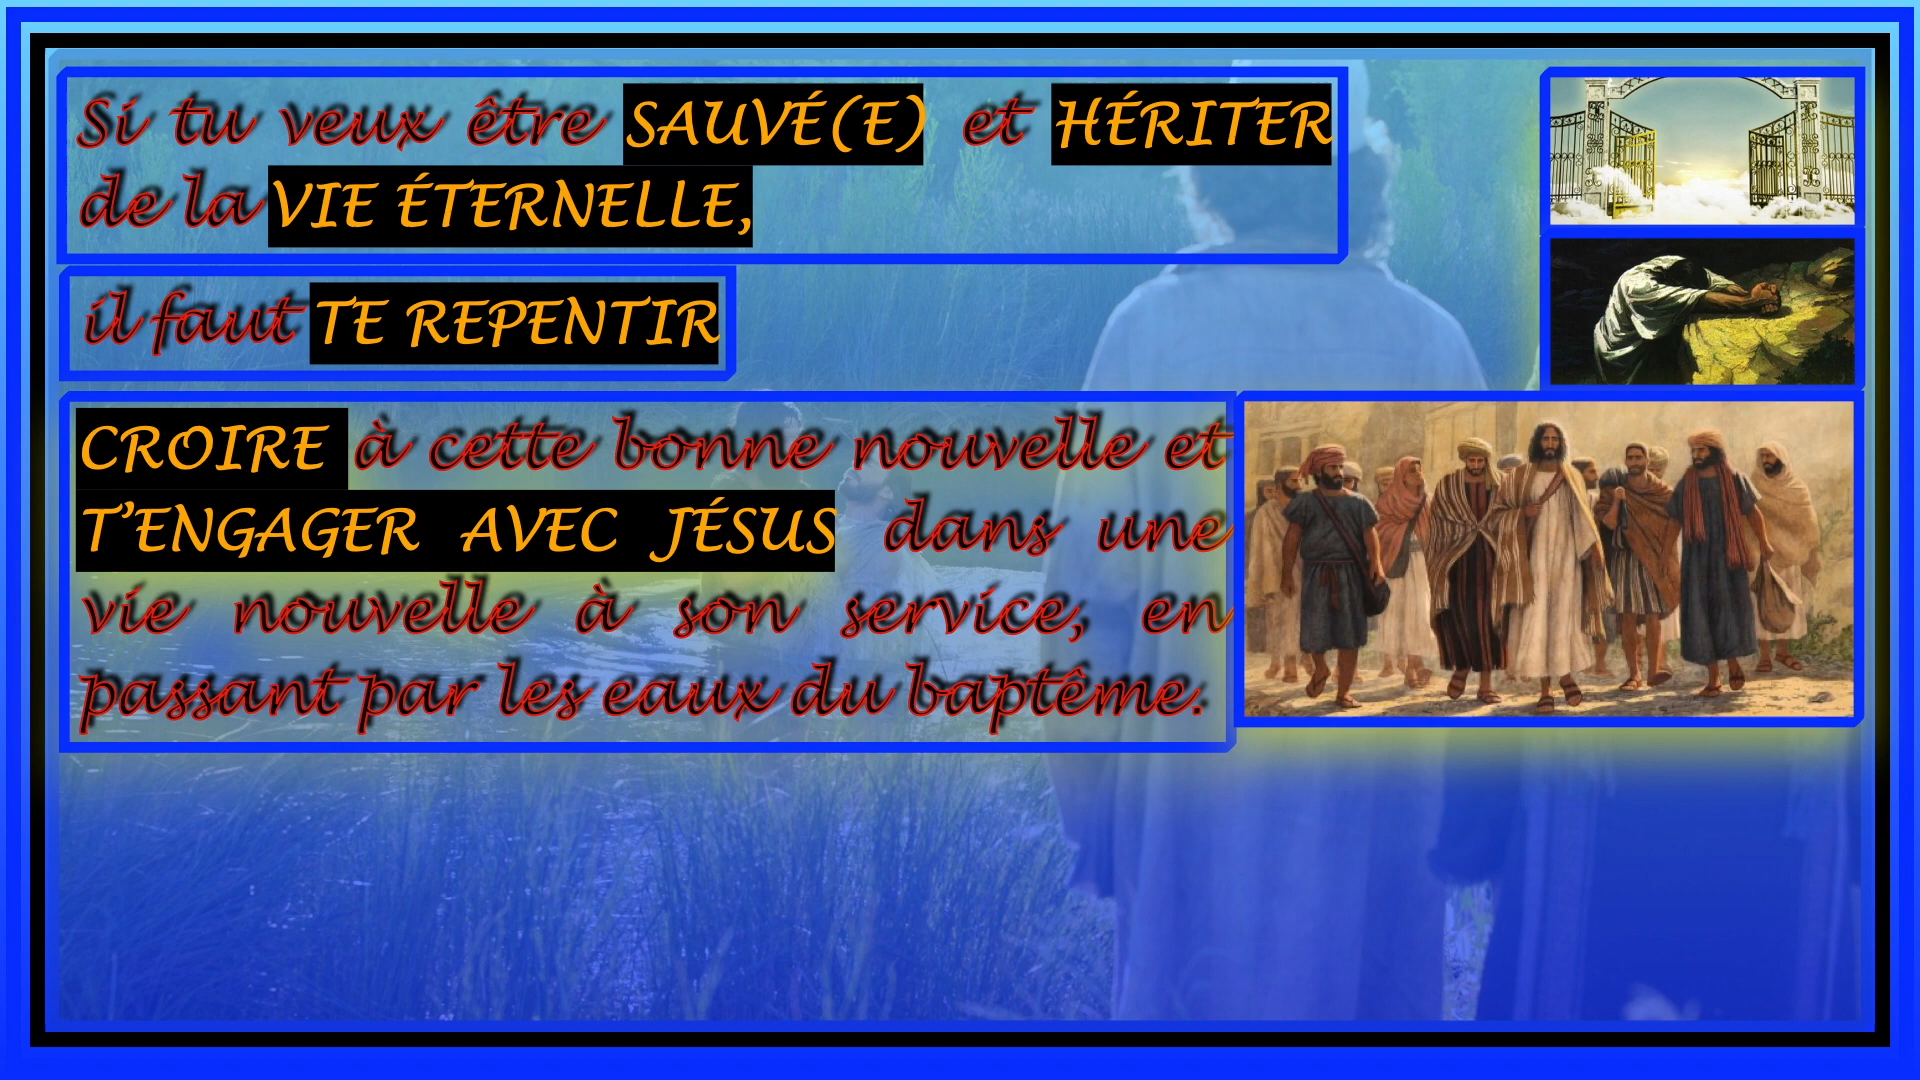 Si tu veux être SAUVÉ(E) et HÉRITER
de la VIE ÉTERNELLE,
il faut TE REPENTIR
CROIRE à cette bonne nouvelle et
T’ENGAGER AVEC JÉSUS dans une
vie nouvelle à son service, en
passant par les eaux du baptême.